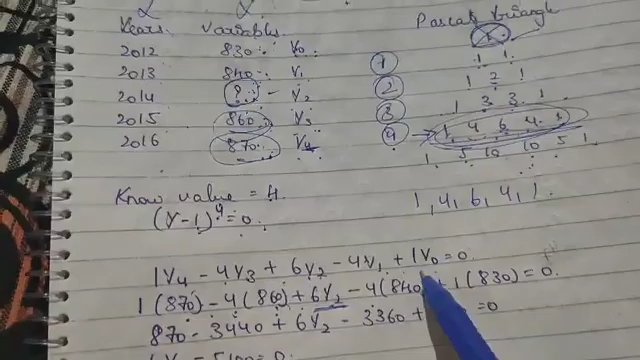 X Y Pascal triangle
Years Variables X
2012 830 Y0 ① 1 1
2013 840 Y1 ② 1 2 1
2014 ? - Y2 ③ 1 3 3 1
2015 860 Y3 ④ → 1, 4 6 4 1
2016 870 Y4 1 5 10 10 5 1
Know value = 4 1, 4, 6, 4, 1
(Y-1)⁴ = 0
1Y4 - 4Y3 + 6Y2 - 4Y1 + 1Y0 = 0
1(870) - 4(860) + 6Y2 - 4(840) + 1(830) = 0
870 - 3440 + 6Y2 - 3360 + = 0
= 0